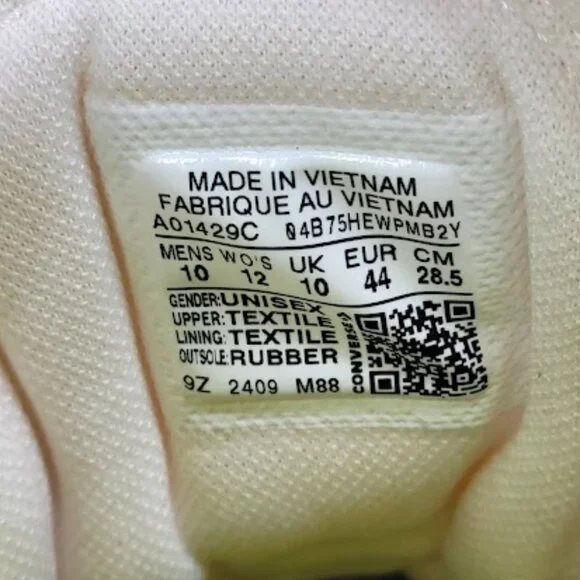 MADE IN VIETNAM
FABRIQUE AU VIETNAM
A01429C 04B75HEWPMB2Y
MENS WO'S UK EUR CM
10 12 10 44 28.5
GENDER:UNISEX
UPPER:TEXTILE
LINING:TEXTILE
OUTSOLE:RUBBER
CONVERSE>
9Z 2409 M88